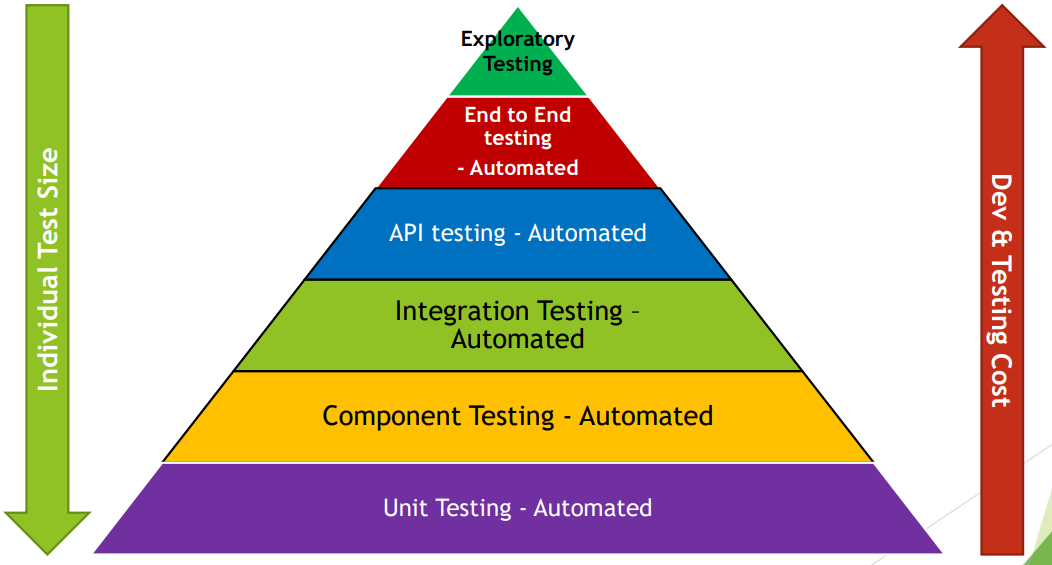 Individual Test Size
Exploratory
Testing
End to End
testing
- Automated
API testing - Automated
Integration Testing –
Automated
Component Testing - Automated
Unit Testing - Automated
Dev & Testing Cost